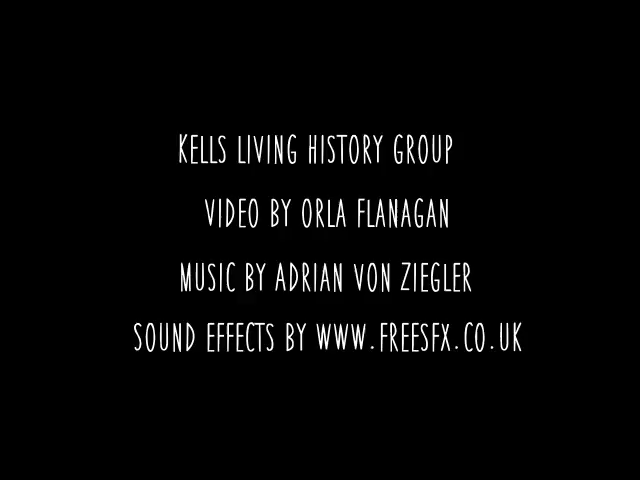 KELLS LIVING HISTORY GROUP
VIDEO BY ORLA FLANAGAN
MUSIC BY ADRIAN VON ZIEGLER
SOUND EFFECTS BY WWW.FREESFX.CO.UK